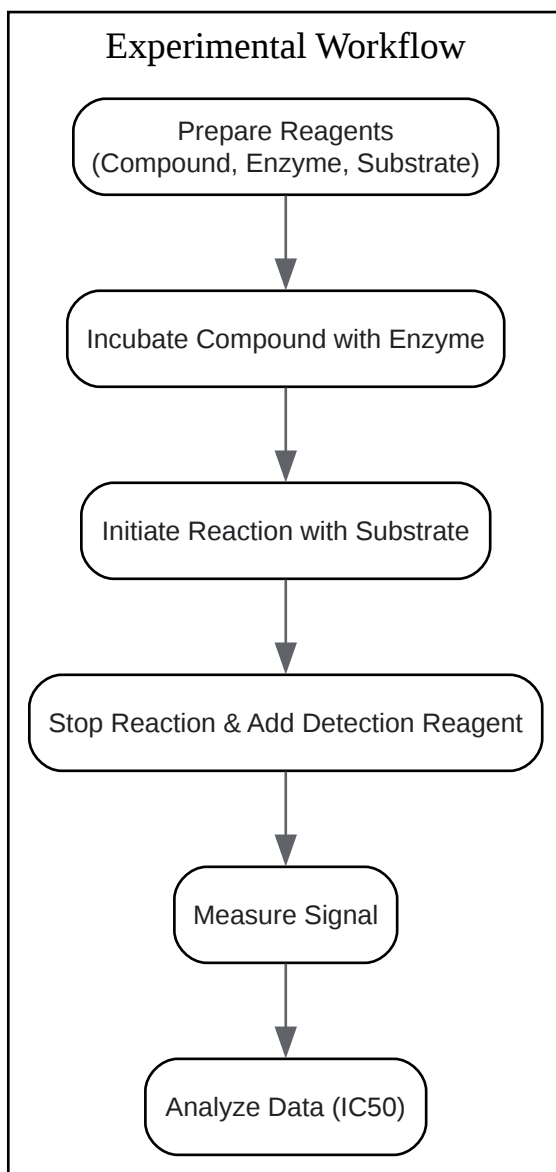 Experimental Workflow
Prepare Reagents
(Compound, Enzyme, Substrate)
Incubate Compound with Enzyme
Initiate Reaction with Substrate
Stop Reaction & Add Detection Reagent
Measure Signal
Analyze Data (IC50)